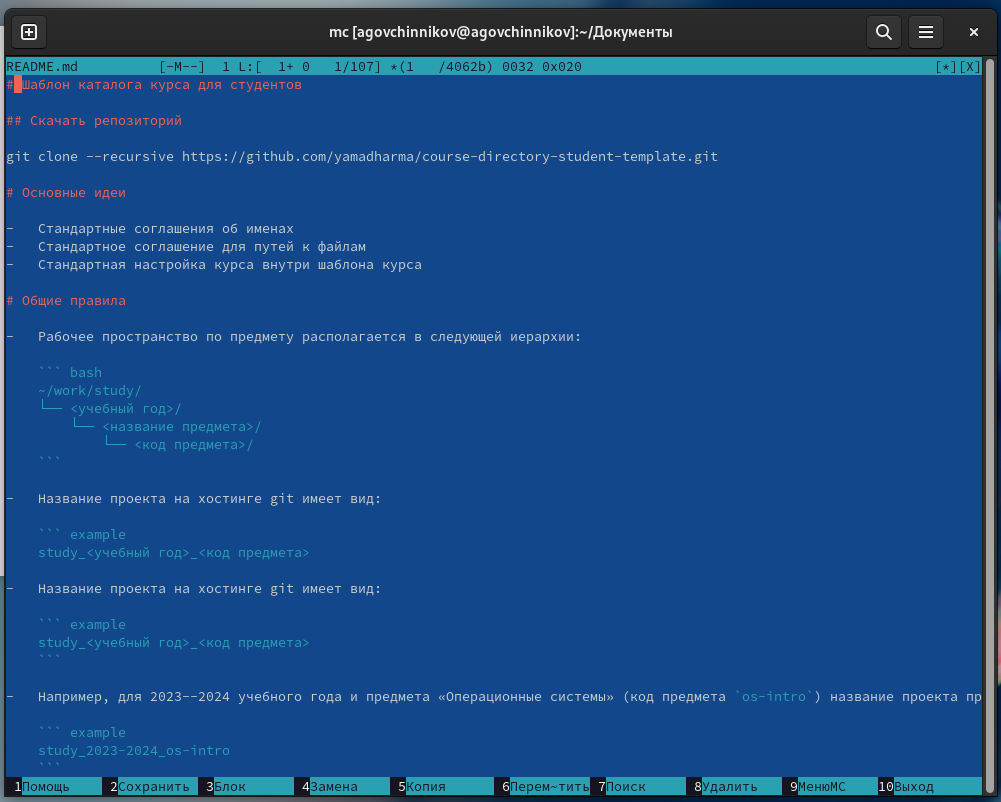 mc [agovchinnikov@agovchinnikov]:~/Документы
README.md [-M--] 1 L:[ 1+ 0 1/107] *(1 /4062b) 0032 0x020 [*][X]
# Шаблон каталога курса для студентов
## Скачать репозиторий
git clone --recursive https://github.com/yamadharma/course-directory-student-template.git
# Основные идеи
- Стандартные соглашения об именах
- Стандартное соглашение для путей к файлам
- Стандартная настройка курса внутри шаблона курса
# Общие правила
- Рабочее пространство по предмету располагается в следующей иерархии:
``` bash
~/work/study/
└── <учебный год>/
└── <название предмета>/
└── <код предмета>/
```
- Название проекта на хостинге git имеет вид:
``` example
study_<учебный год>_<код предмета>
- Название проекта на хостинге git имеет вид:
``` example
study_<учебный год>_<код предмета>
```
- Например, для 2023--2024 учебного года и предмета «Операционные системы» (код предмета `os-intro`) название проекта пр
``` example
study_2023-2024_os-intro
```
1Помощь 2Сохранить 3Блок 4Замена 5Копия 6Перем~тить 7Поиск 8Удалить 9МенюМС 10Выход